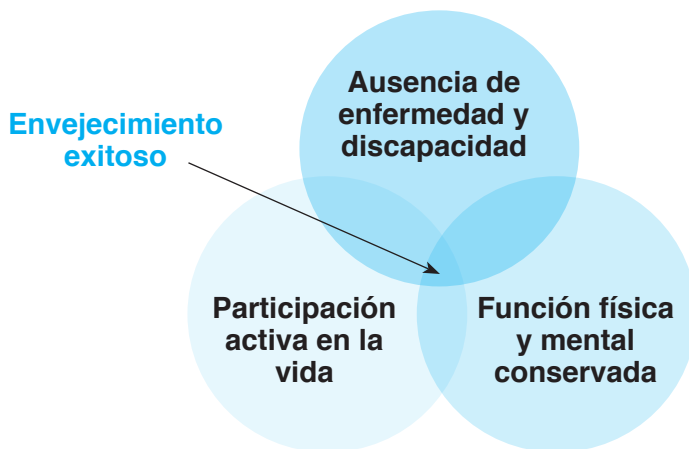 Ausencia de
enfermedad y
discapacidad
Envejecimiento
exitoso
Participación
activa en la
vida
Función física
y mental
conservada